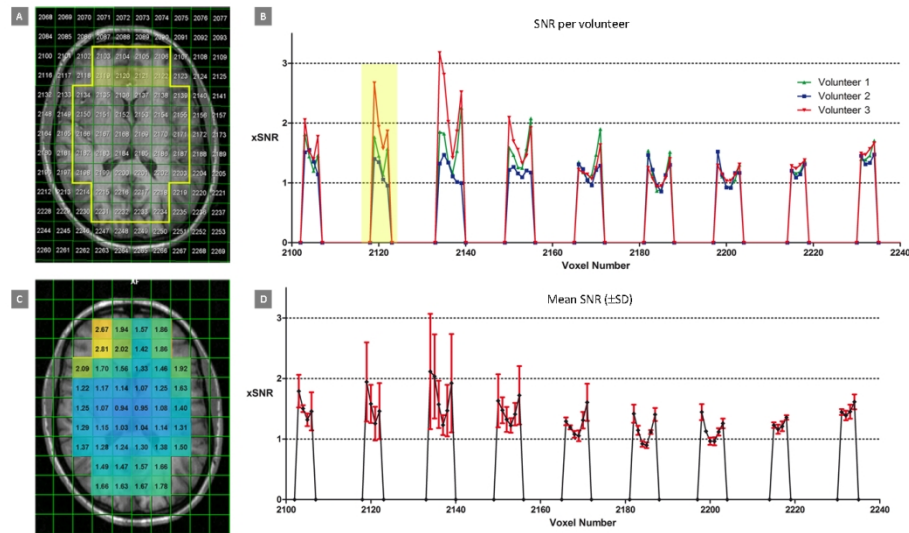 A
2068 2069 2070 2071 2072 2073 2074 2075 2076 2077
2084 2085 2086 2087 2088 2089 2090 2091 2092 2093
2100 2101 2102 2103 2104 2105 2106 2107 2108 2109
2116 2117 2118 2119 2120 2121 2122 2123 2124 2125
2132 2133 2134 2135 2136 2137 2138 2139 2140 2141
2148 2149 2150 2151 2152 2153 2154 2155 2156 2157
2164 2165 2166 2167 2168 2169 2170 2171 2172 2173
2180 2181 2182 2183 2184 2185 2186 2187 2188 2189
2196 2197 2198 2199 2200 2201 2202 2203 2204 2205
2212 2213 2214 2215 2216 2217 2218 2219 2220 2221
2228 2229 2230 2231 2232 2233 2234 2235 2236 2237
2244 2245 2246 2247 2248 2249 2250 2251 2252 2253
2260 2261 2262 2263 2264 2265 2266 2267 2268 2269
B
SNR per volunteer
3
2
xSNR
1
0
Volunteer 1
Volunteer 2
Volunteer 3
2100 2120 2140 2160 2180 2200 2220 2240
Voxel Number
C
2.67 1.94 1.57 1.86
2.81 2.02 1.42 1.86
2.09 1.70 1.56 1.33 1.46 1.92
1.22 1.17 1.14 1.07 1.25 1.63
1.25 1.07 0.94 0.95 1.08 1.40
1.29 1.15 1.03 1.04 1.14 1.31
1.37 1.28 1.24 1.30 1.38 1.50
1.49 1.47 1.57 1.66
1.66 1.63 1.67 1.78
D
Mean SNR (±SD)
3
2
xSNR
1
0
2100 2120 2140 2160 2180 2200 2220 2240
Voxel Number